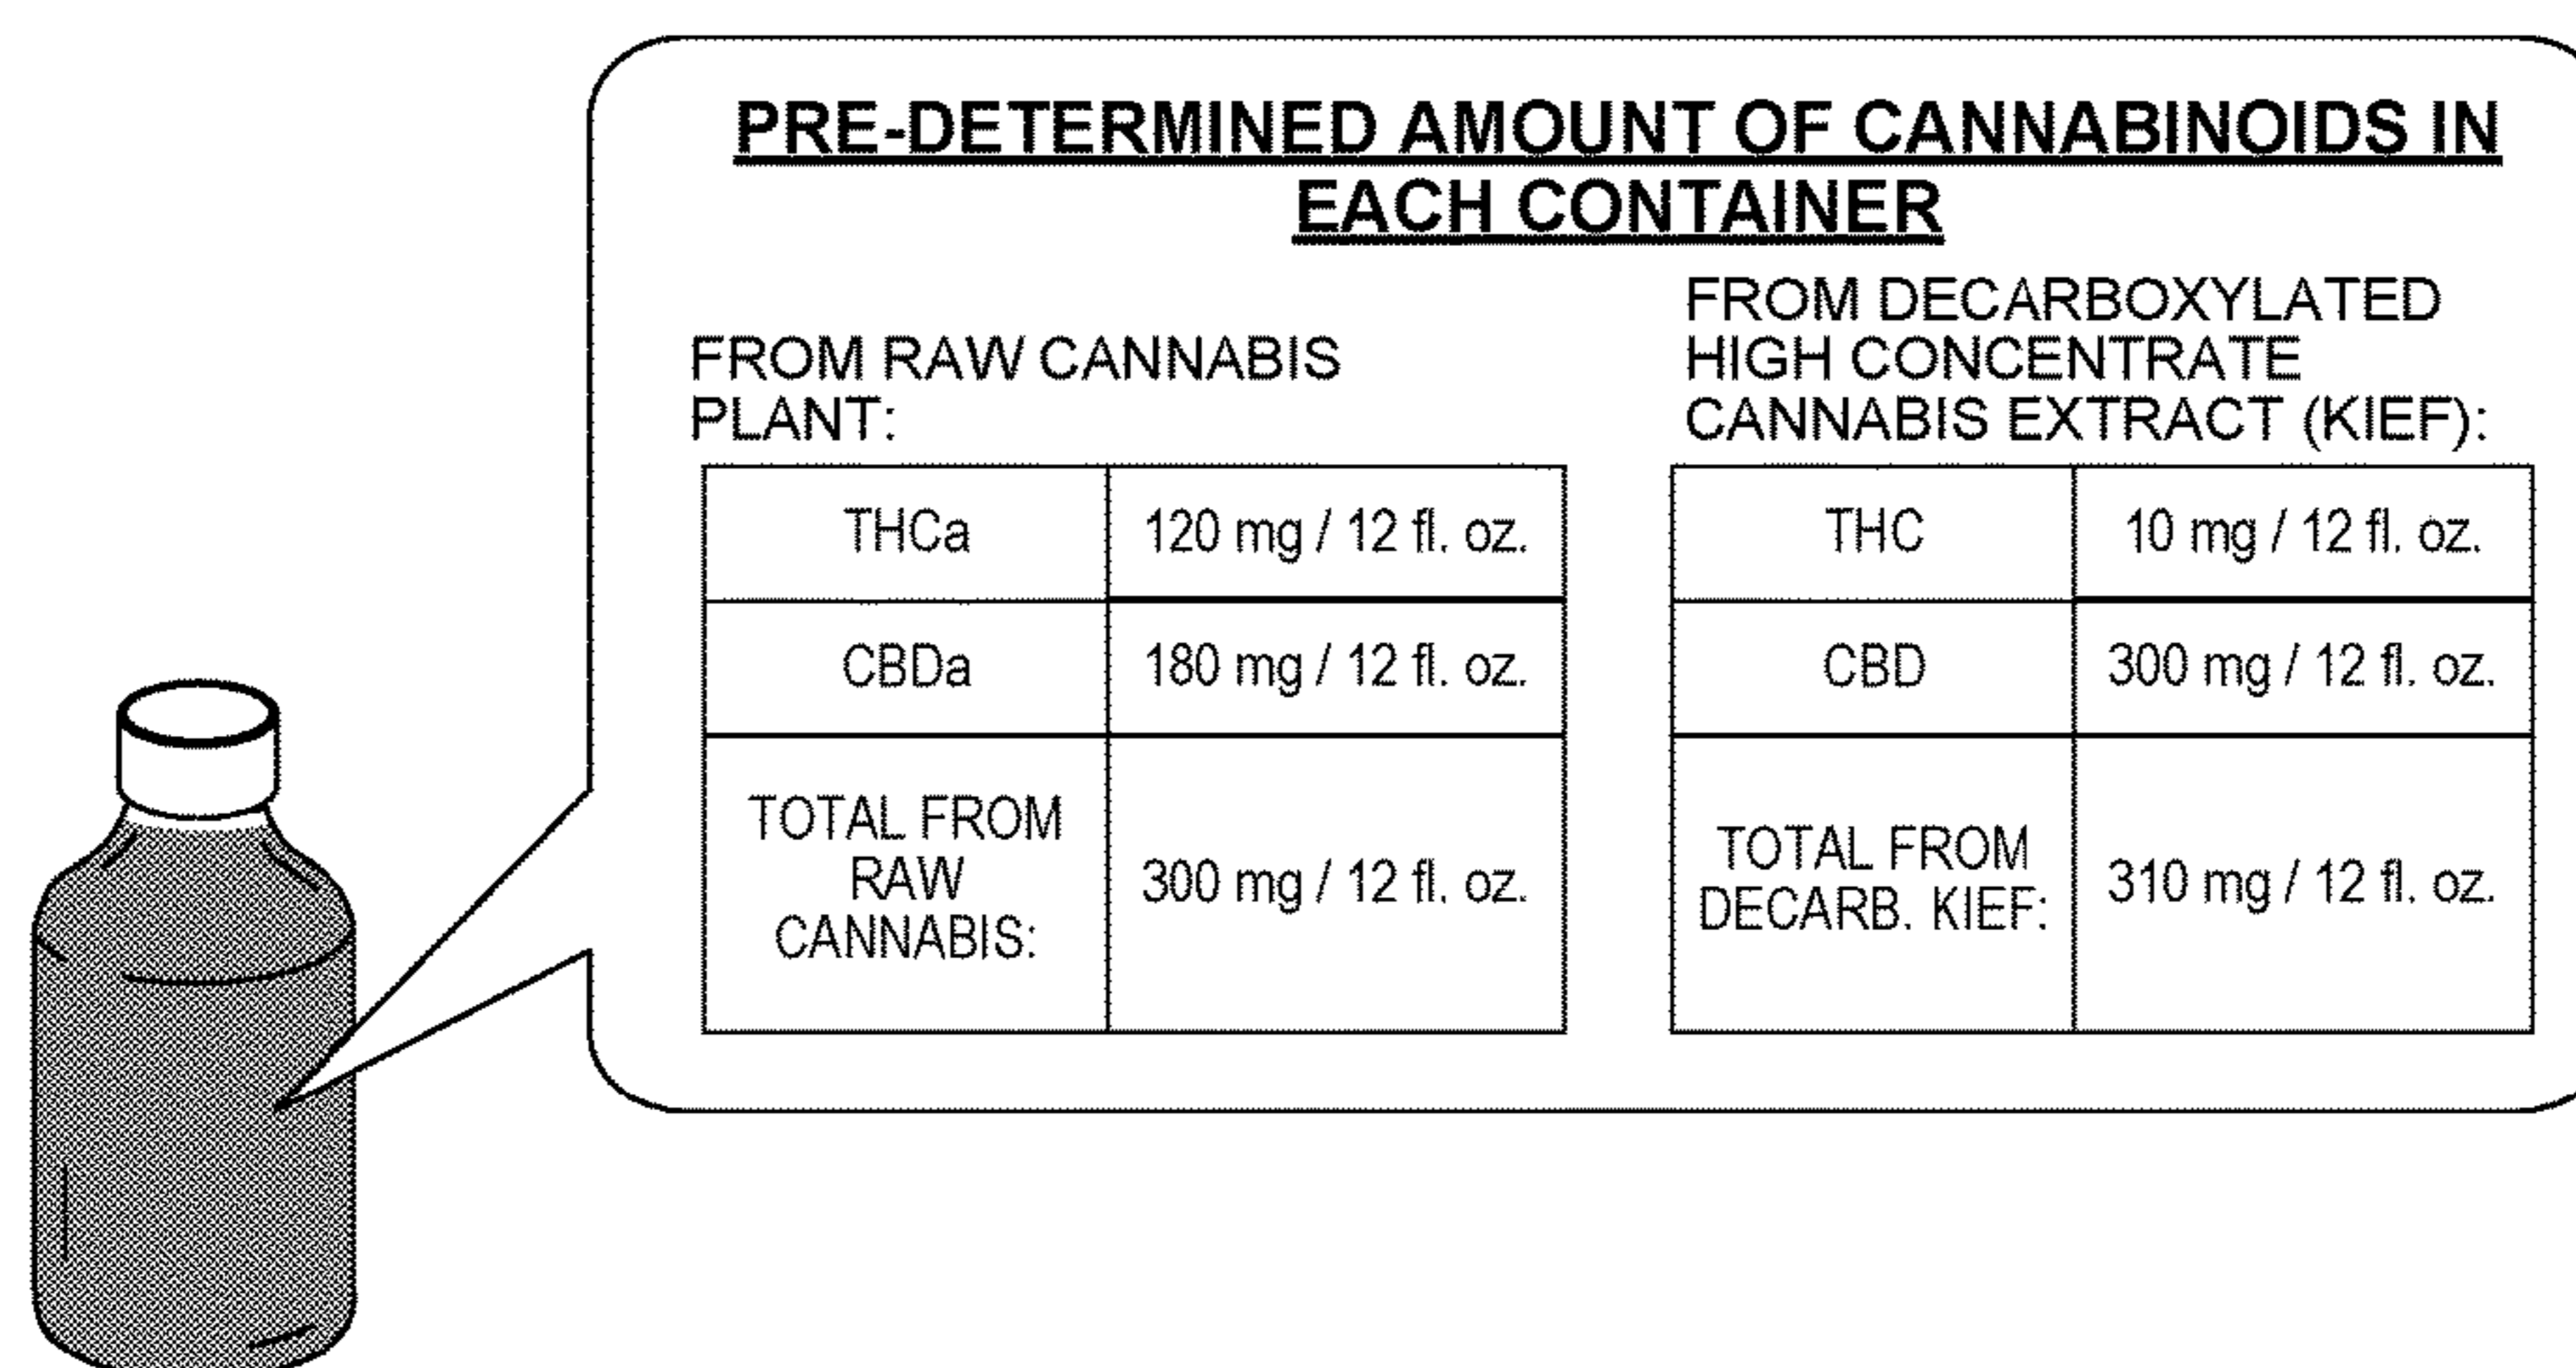 PRE-DETERMINED AMOUNT OF CANNABINOIDS IN
EACH CONTAINER
FROM RAW CANNABIS
PLANT:
THCa 120 mg / 12 fl. oz.
CBDa 180 mg / 12 fl. oz.
TOTAL FROM
RAW
CANNABIS:
300 mg / 12 fl. oz.
FROM DECARBOXYLATED
HIGH CONCENTRATE
CANNABIS EXTRACT (KIEF):
THC 10 mg / 12 fl. oz.
CBD 300 mg / 12 fl. oz.
TOTAL FROM
DECARB. KIEF:
310 mg / 12 fl. oz.